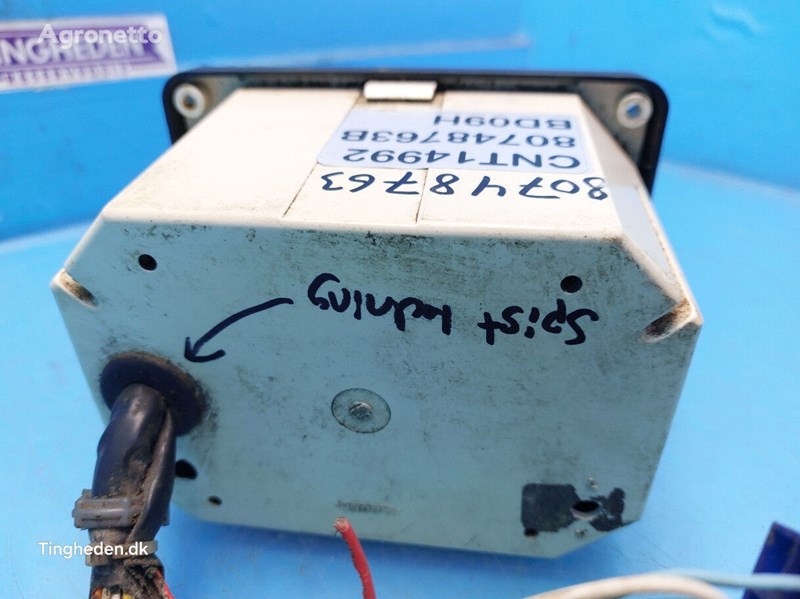 Agronetto
TINGHEDEN
CNT14992
80748763B
BD09H
80748763
Spist ledning
Tingheden.dk